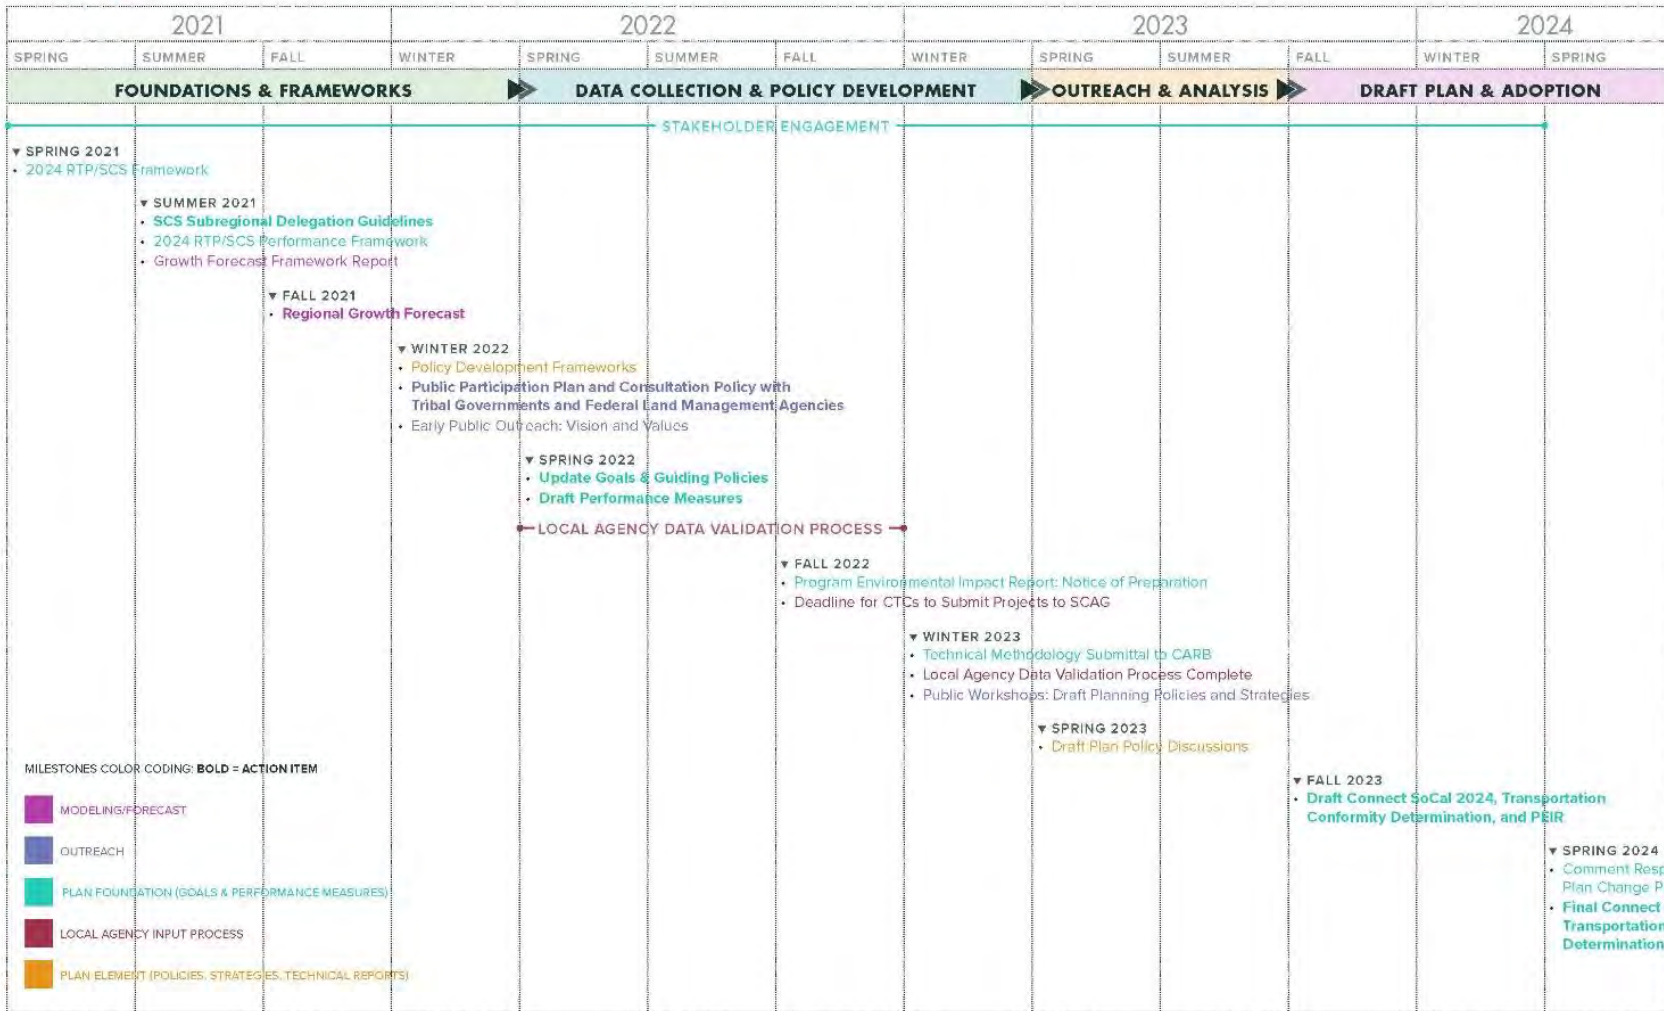 2021 2022 2023 2024
SPRING SUMMER FALL WINTER SPRING SUMMER FALL WINTER SPRING SUMMER FALL WINTER SPRING
FOUNDATIONS & FRAMEWORKS DATA COLLECTION & POLICY DEVELOPMENT OUTREACH & ANALYSIS DRAFT PLAN & ADOPTION
STAKEHOLDER ENGAGEMENT
▼ SPRING 2021
• 2024 RTP/SCS Framework
▼ SUMMER 2021
• SCS Subregional Delegation Guidelines
• 2024 RTP/SCS Performance Framework
• Growth Forecast Framework Report
▼ FALL 2021
• Regional Growth Forecast
▼ WINTER 2022
• Policy Development Frameworks
• Public Participation Plan and Consultation Policy with
Tribal Governments and Federal Land Management Agencies
• Early Public Outreach: Vision and Values
▼ SPRING 2022
• Update Goals & Guiding Policies
• Draft Performance Measures
LOCAL AGENCY DATA VALIDATION PROCESS
▼ FALL 2022
• Program Environmental Impact Report: Notice of Preparation
• Deadline for CTCs to Submit Projects to SCAG
▼ WINTER 2023
• Technical Methodology Submittal to CARB
• Local Agency Data Validation Process Complete
• Public Workshops: Draft Planning Policies and Strategies
▼ SPRING 2023
• Draft Plan Policy Discussions
▼ FALL 2023
• Draft Connect SoCal 2024, Transportation
Conformity Determination, and PEIR
▼ SPRING 2024
• Comment Resp
Plan Change P
• Final Connect
Transportation
Determination
MILESTONES COLOR CODING: BOLD = ACTION ITEM
MODELING/FORECAST
OUTREACH
PLAN FOUNDATION (GOALS & PERFORMANCE MEASURES)
LOCAL AGENCY INPUT PROCESS
PLAN ELEMENT (POLICIES, STRATEGIES, TECHNICAL REPORTS)